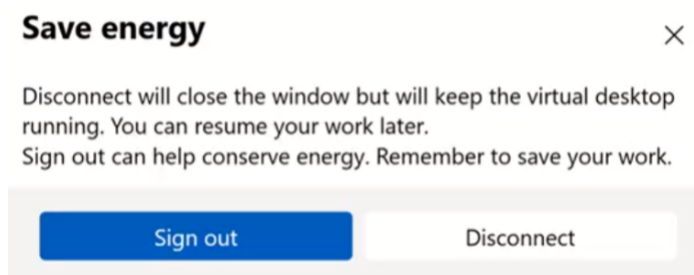 Save energy
Disconnect will close the window but will keep the virtual desktop
running. You can resume your work later.
Sign out can help conserve energy. Remember to save your work.
Sign out
Disconnect